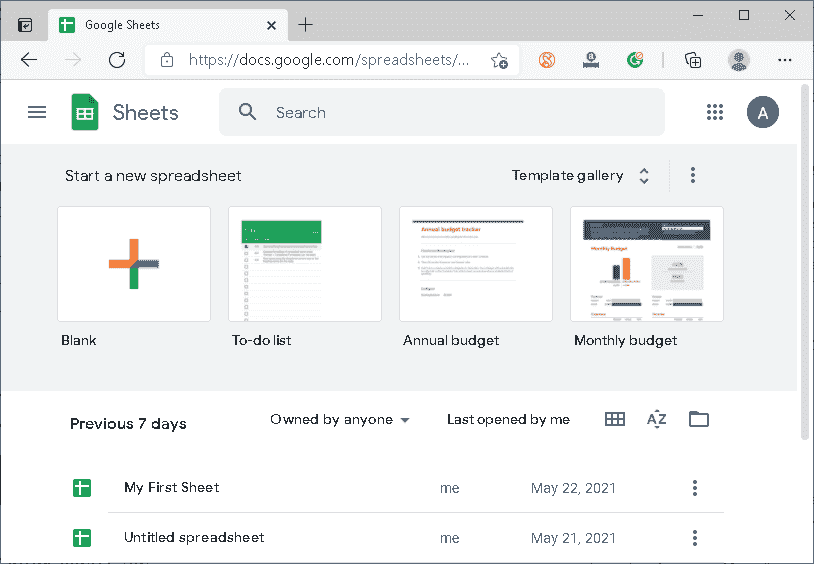 Google Sheets
https://docs.google.com/spreadsheets/...
Sheets
Search
A
Start a new spreadsheet
Template gallery
Annual budget tracker
Monthly Budget
Blank
To-do list
Annual budget
Monthly budget
Previous 7 days
Owned by anyone
Last opened by me
AZ
My First Sheet
me
May 22, 2021
Untitled spreadsheet
me
May 21, 2021